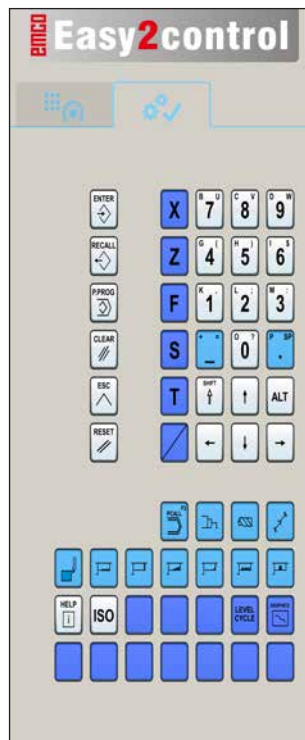 emco Easy2control
ENTER X B U 7 C V 8 D W 9
RECALL Z G ( 4 H ) 5 I " 6
P.PROG F K , 1 L ; 2 M : 3
CLEAR S + = _ O ? 0 P SP .
ESC T SHIFT ALT
RESET /
PCALL
HELP i ISO LEVEL CYCLE GRAPHICS